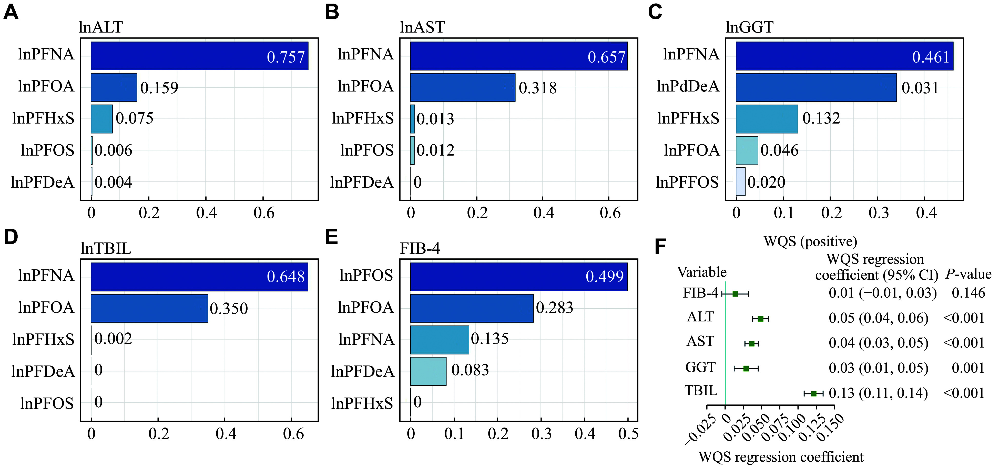 A
lnALT
lnPFNA 0.757
lnPFOA 0.159
lnPFHxS 0.075
lnPFOS 0.006
lnPFDeA 0.004
0 0.2 0.4 0.6
B
lnAST
lnPFNA 0.657
lnPFOA 0.318
lnPFHxS 0.013
lnPFOS 0.012
lnPFDeA 0
0 0.2 0.4 0.6
C
lnGGT
lnPFNA 0.461
lnPdDeA 0.031
lnPFHxS 0.132
lnPFOA 0.046
lnPFFOS 0.020
0 0.1 0.2 0.3 0.4
D
lnTBIL
lnPFNA 0.648
lnPFOA 0.350
lnPFHxS 0.002
lnPFDeA 0
lnPFOS 0
0 0.2 0.4 0.6
E
FIB-4
lnPFOS 0.499
lnPFOA 0.283
lnPFNA 0.135
lnPFDeA 0.083
lnPFHxS 0
0 0.1 0.2 0.3 0.4 0.5
F
WQS (positive)
WQS regression
Variable coefficient (95% CI) P-value
FIB-4 0.01 (−0.01, 0.03) 0.146
ALT 0.05 (0.04, 0.06) <0.001
AST 0.04 (0.03, 0.05) <0.001
GGT 0.03 (0.01, 0.05) 0.001
TBIL 0.13 (0.11, 0.14) <0.001
−0.025 0 0.025 0.050 0.075 0.100 0.125 0.150
WQS regression coefficient